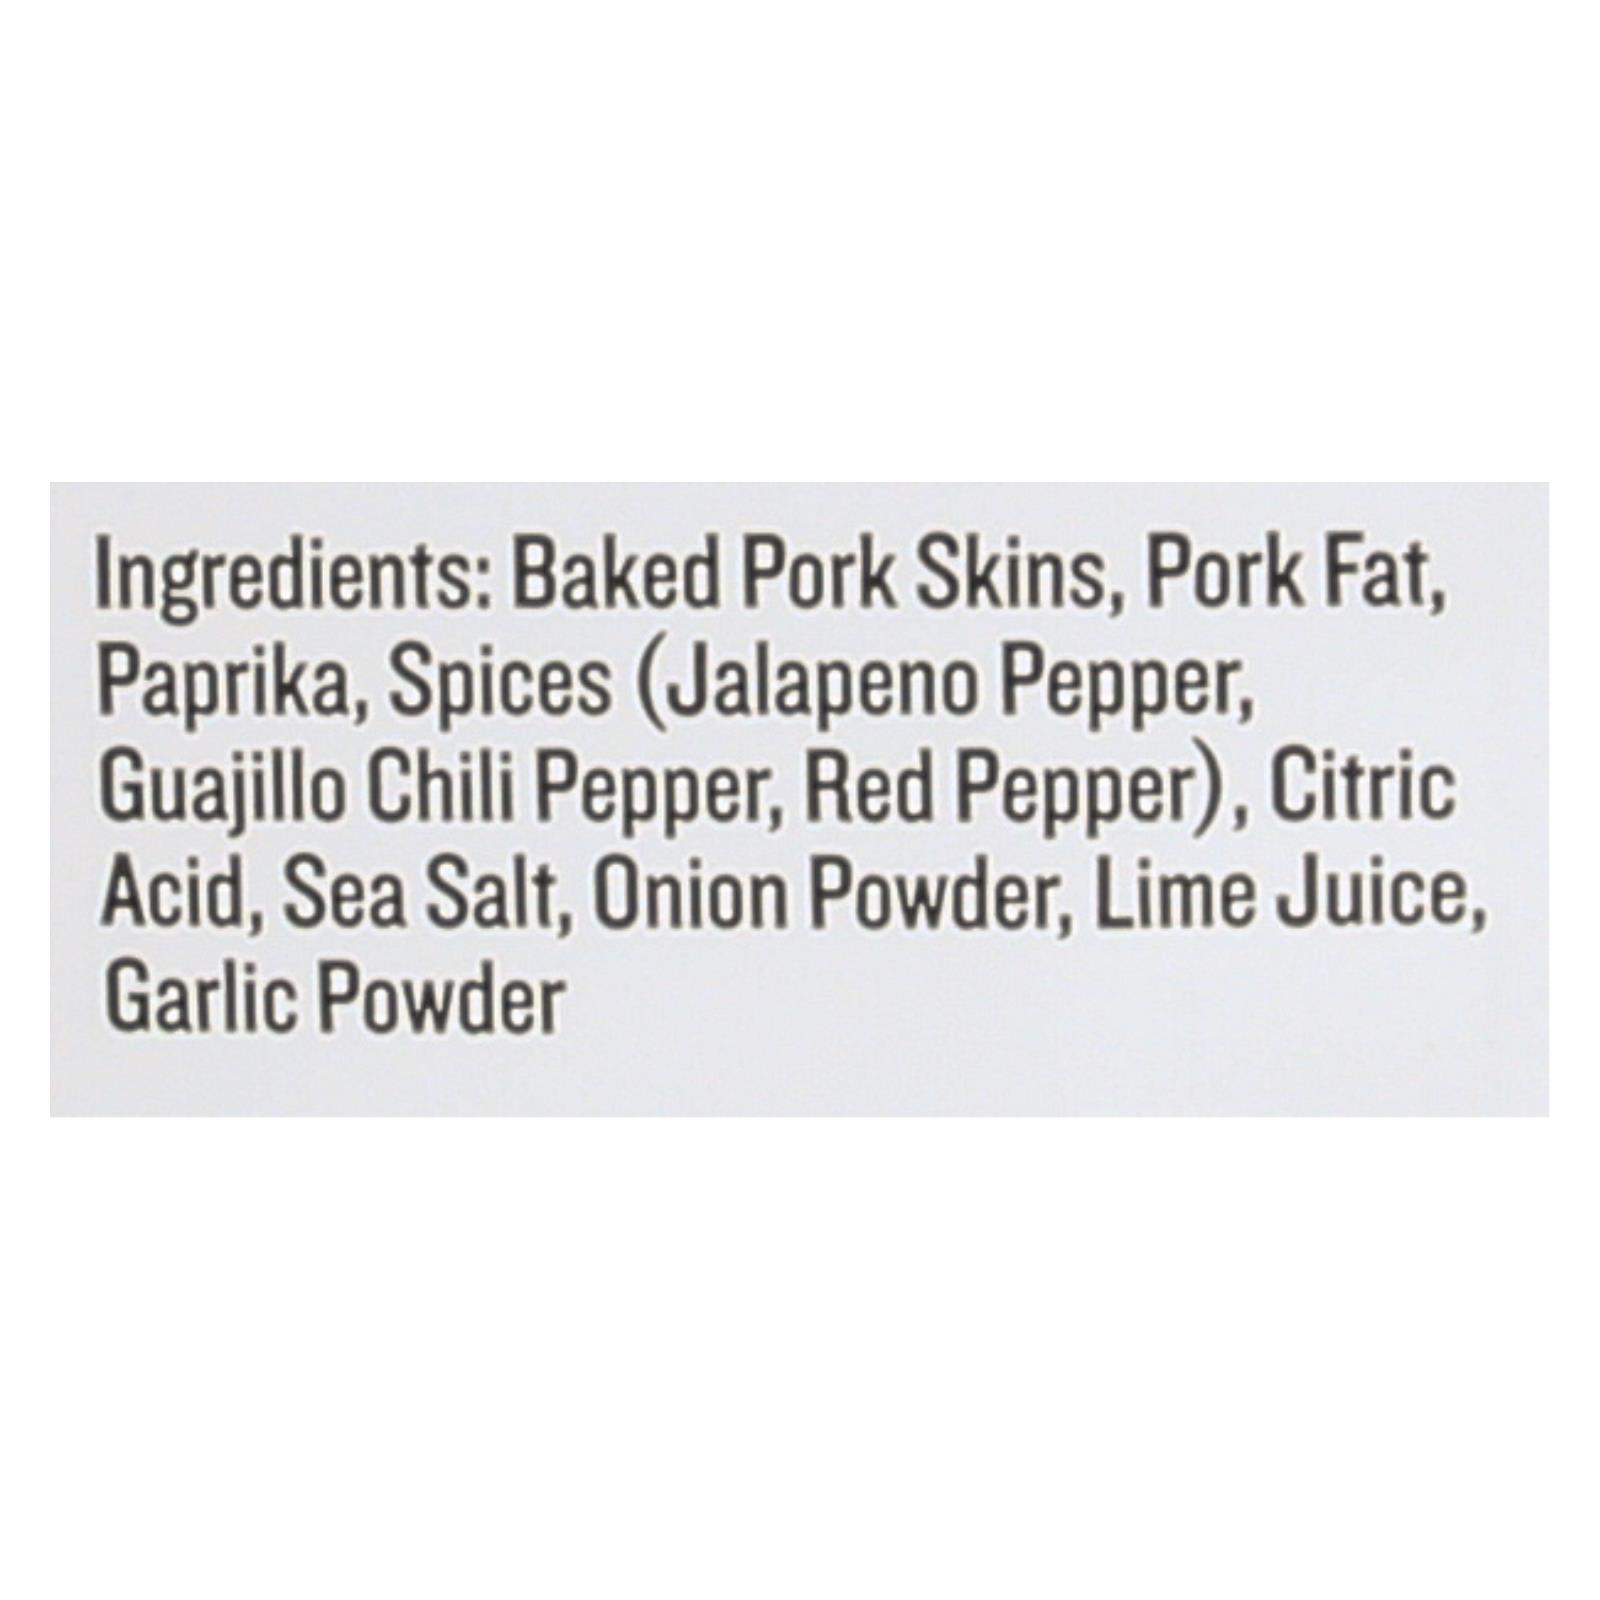 Ingredients: Baked Pork Skins, Pork Fat,
Paprika, Spices (Jalapeno Pepper,
Guajillo Chili Pepper, Red Pepper), Citric
Acid, Sea Salt, Onion Powder, Lime Juice,
Garlic Powder